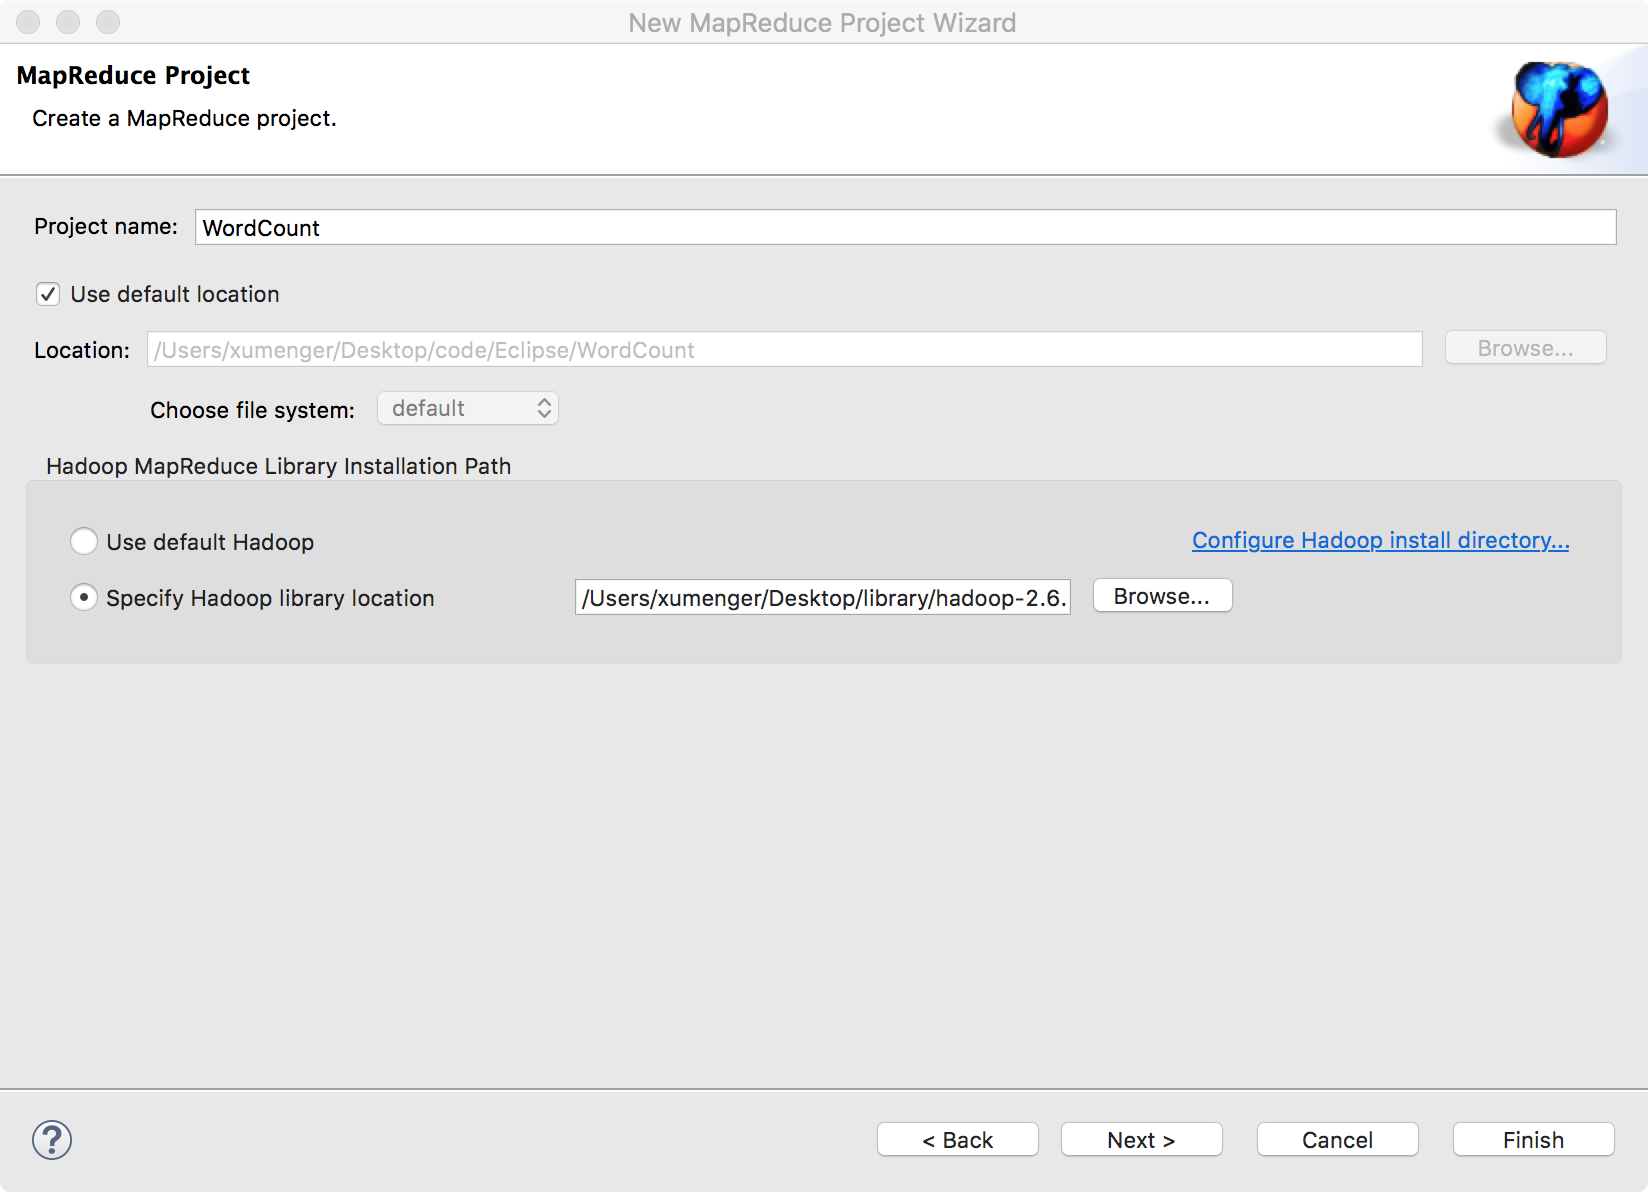 New MapReduce Project Wizard
MapReduce Project
Create a MapReduce project.
Project name: WordCount
Use default location
Location: /Users/xumenger/Desktop/code/Eclipse/WordCount Browse...
Choose file system: default
Hadoop MapReduce Library Installation Path
Use default Hadoop Configure Hadoop install directory...
Specify Hadoop library location /Users/xumenger/Desktop/library/hadoop-2.6. Browse...
? < Back Next > Cancel Finish